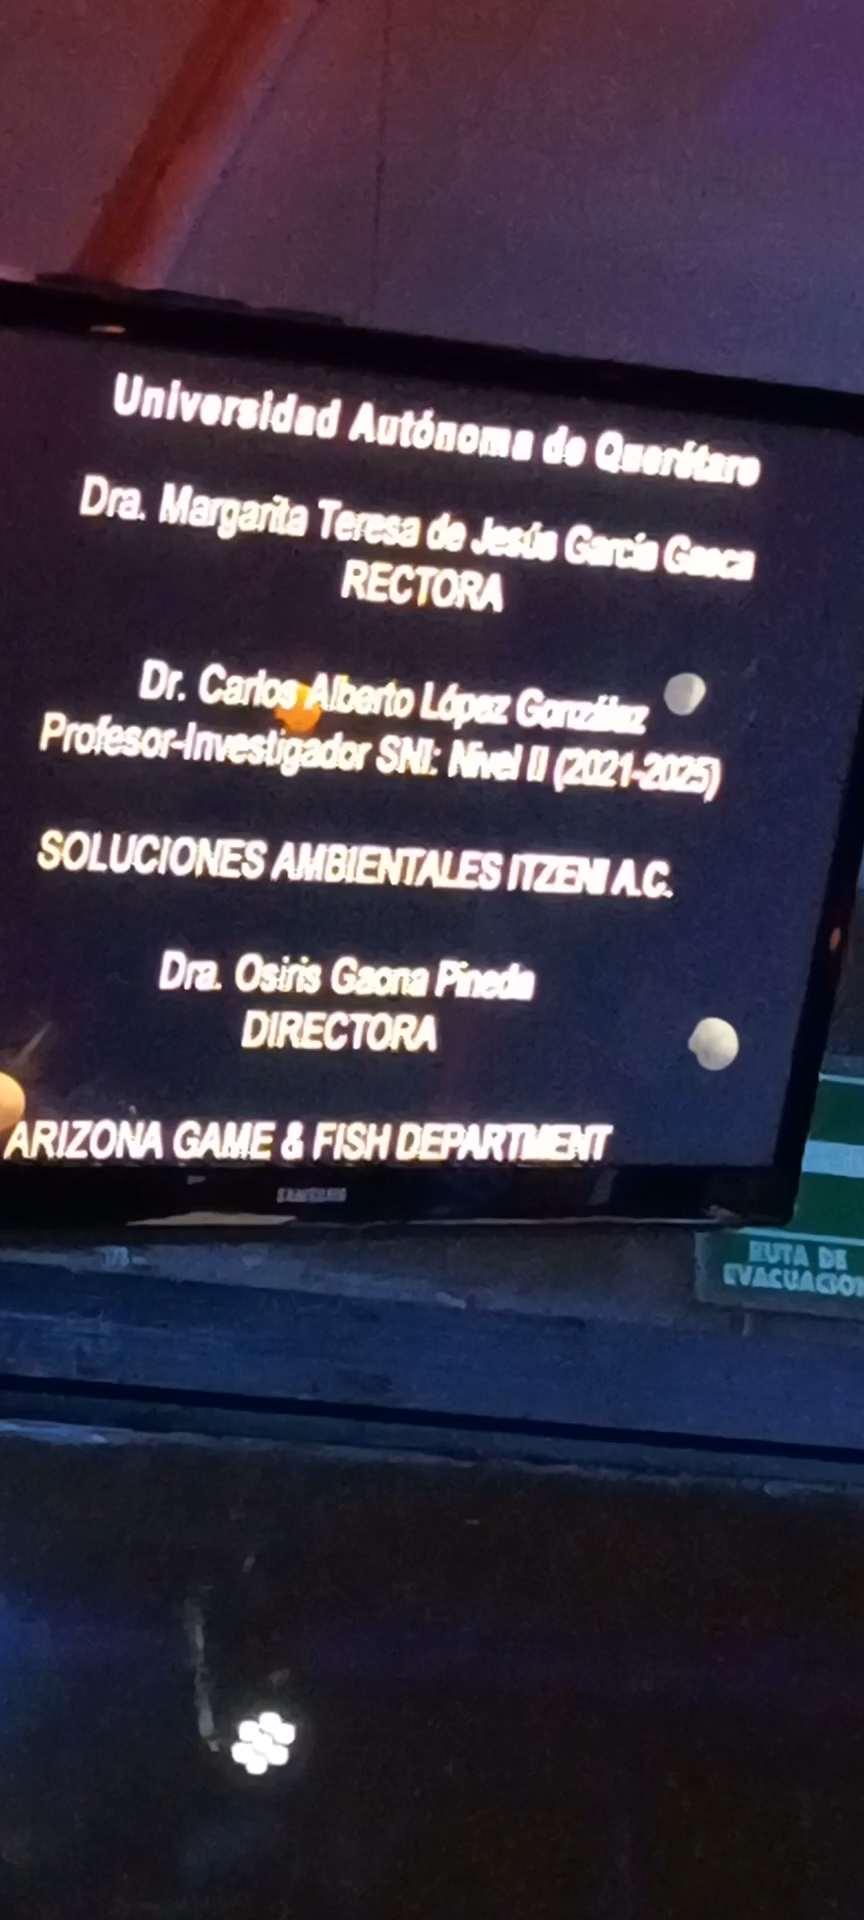 Universidad Autónoma de Querétaro
Dra. Margarita Teresa de Jesús García Gasca
RECTORA
Dr. Carlos Alberto López González
Profesor-Investigador SNI: Nivel II (2021-2025)
SOLUCIONES AMBIENTALES ITZENI A.C.
Dra. Osiris Gaona Pineda
DIRECTORA
ARIZONA GAME & FISH DEPARTMENT
SAMSUNG
RUTA DE
EVACUACION